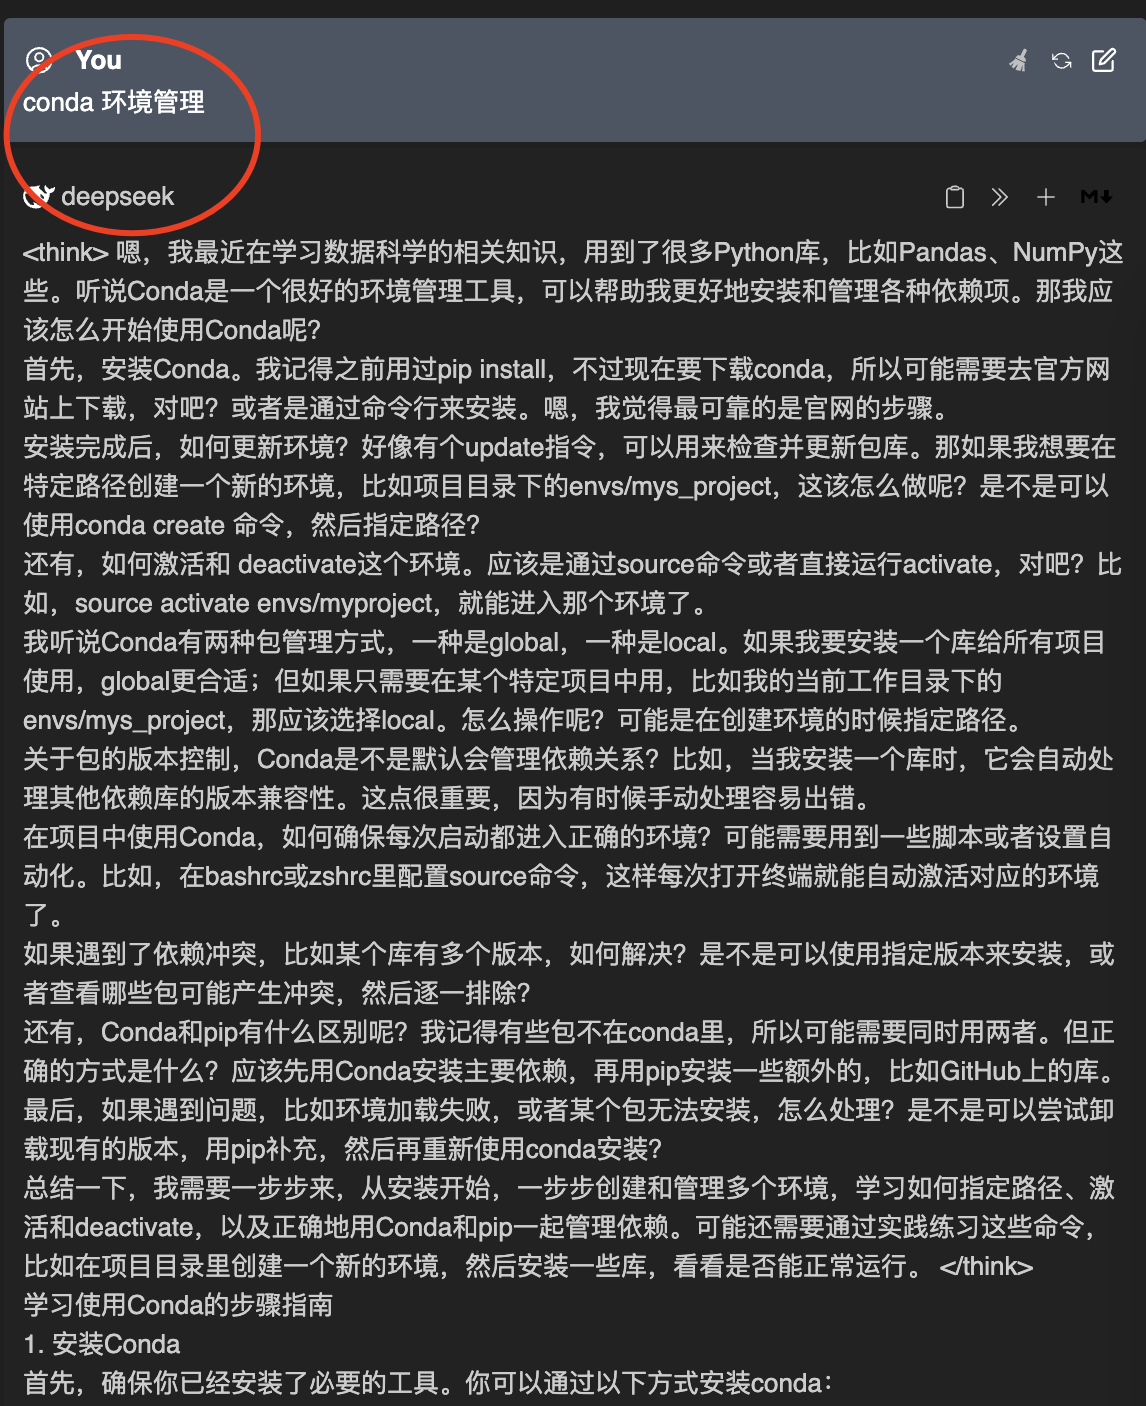 You
conda 环境管理
deepseek
M
<think> 嗯，我最近在学习数据科学的相关知识，用到了很多Python库，比如Pandas、NumPy这
些。听说Conda是一个很好的环境管理工具，可以帮助我更好地安装和管理各种依赖项。那我应
该怎么开始使用Conda呢？
首先，安装Conda。我记得之前用过pip install，不过现在要下载conda，所以可能需要去官方网
站上下载，对吧？或者是通过命令行来安装。嗯，我觉得最可靠的是官网的步骤。
安装完成后，如何更新环境？好像有个update指令，可以用来检查并更新包库。那如果我想要在
特定路径创建一个新的环境，比如项目目录下的envs/mys_project，这该怎么做呢？是不是可以
使用conda create 命令，然后指定路径？
还有，如何激活和 deactivate这个环境。应该是通过source命令或者直接运行activate，对吧？比
如，source activate envs/myproject，就能进入那个环境了。
我听说Conda有两种包管理方式，一种是global，一种是local。如果我要安装一个库给所有项目
使用，global更合适；但如果只需要在某个特定项目中用，比如我的当前工作目录下的
envs/mys_project，那应该选择local。怎么操作呢？可能是在创建环境的时候指定路径。
关于包的版本控制，Conda是不是默认会管理依赖关系？比如，当我安装一个库时，它会自动处
理其他依赖库的版本兼容性。这点很重要，因为有时候手动处理容易出错。
在项目中使用Conda，如何确保每次启动都进入正确的环境？可能需要用到一些脚本或者设置自
动化。比如，在bashrc或zshrc里配置source命令，这样每次打开终端就能自动激活对应的环境
了。
如果遇到了依赖冲突，比如某个库有多个版本，如何解决？是不是可以使用指定版本来安装，或
者查看哪些包可能产生冲突，然后逐一排除？
还有，Conda和pip有什么区别呢？我记得有些包不在conda里，所以可能需要同时用两者。但正
确的方式是什么？应该先用Conda安装主要依赖，再用pip安装一些额外的，比如GitHub上的库。
最后，如果遇到问题，比如环境加载失败，或者某个包无法安装，怎么处理？是不是可以尝试卸
载现有的版本，用pip补充，然后再重新使用conda安装？
总结一下，我需要一步步来，从安装开始，一步步创建和管理多个环境，学习如何指定路径、激
活和deactivate，以及正确地用Conda和pip一起管理依赖。可能还需要通过实践练习这些命令，
比如在项目目录里创建一个新的环境，然后安装一些库，看看是否能正常运行。 </think>
学习使用Conda的步骤指南
1. 安装Conda
首先，确保你已经安装了必要的工具。你可以通过以下方式安装conda：